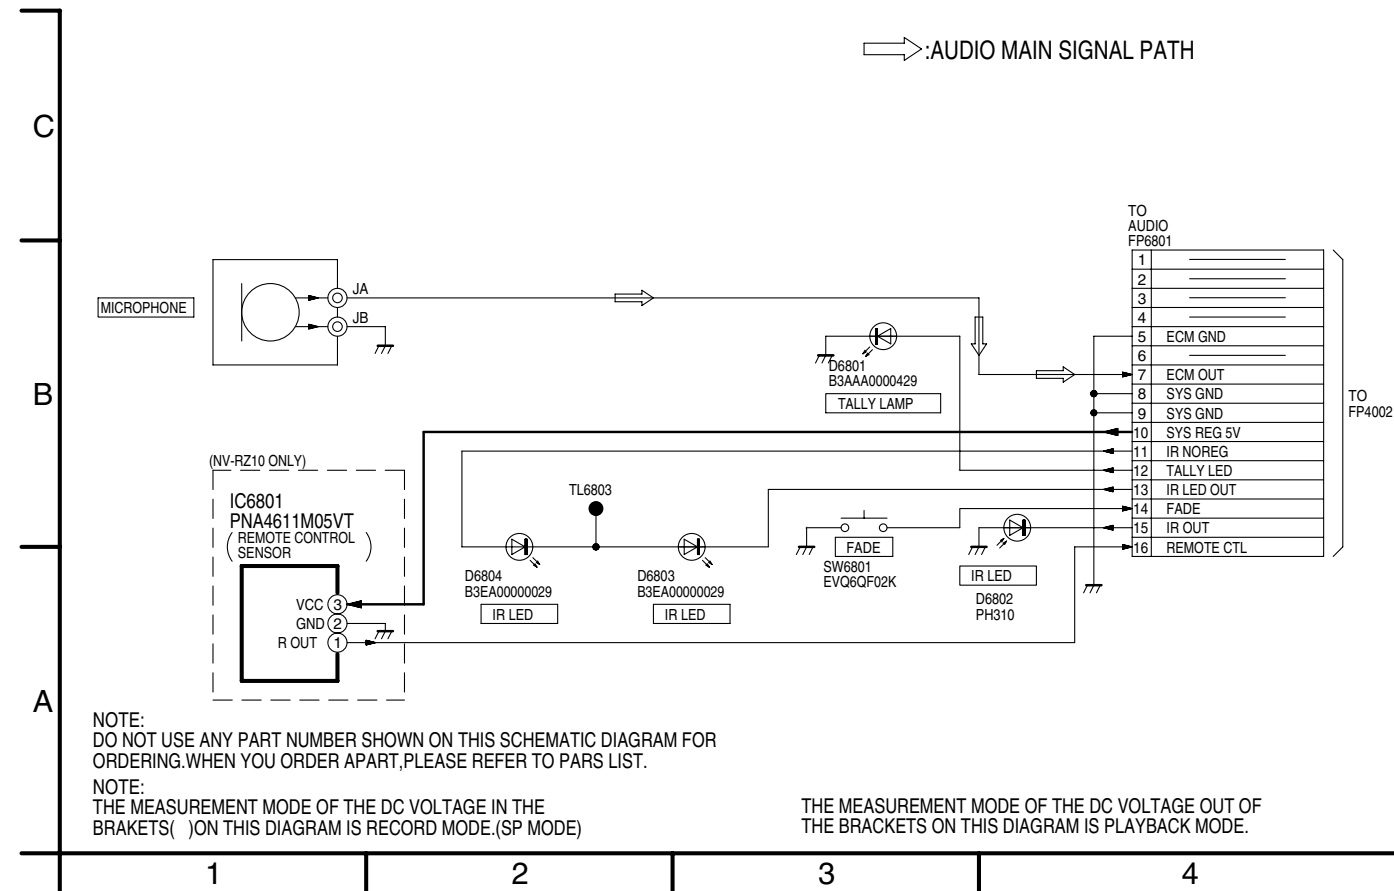 :AUDIO MAIN SIGNAL PATH
C
TO
AUDIO
FP6801
1
2
3
4
5 ECM GND
6
7 ECM OUT
8 SYS GND
9 SYS GND
10 SYS REG 5V
11 IR NOREG
12 TALLY LED
13 IR LED OUT
14 FADE
15 IR OUT
16 REMOTE CTL
TO
FP4002
MICROPHONE
JA
JB
B
D6801
B3AAA0000429
TALLY LAMP
(NV-RZ10 ONLY)
IC6801
PNA4611M05VT
( REMOTE CONTROL
SENSOR )
VCC 3
GND 2
R OUT 1
TL6803
D6804
B3EA00000029
IR LED
D6803
B3EA00000029
IR LED
FADE
SW6801
EVQ6QF02K
IR LED
D6802
PH310
A
NOTE:
DO NOT USE ANY PART NUMBER SHOWN ON THIS SCHEMATIC DIAGRAM FOR
ORDERING.WHEN YOU ORDER APART,PLEASE REFER TO PARS LIST.
NOTE:
THE MEASUREMENT MODE OF THE DC VOLTAGE IN THE
BRAKETS( )ON THIS DIAGRAM IS RECORD MODE.(SP MODE)
THE MEASUREMENT MODE OF THE DC VOLTAGE OUT OF
THE BRACKETS ON THIS DIAGRAM IS PLAYBACK MODE.
1 2 3 4